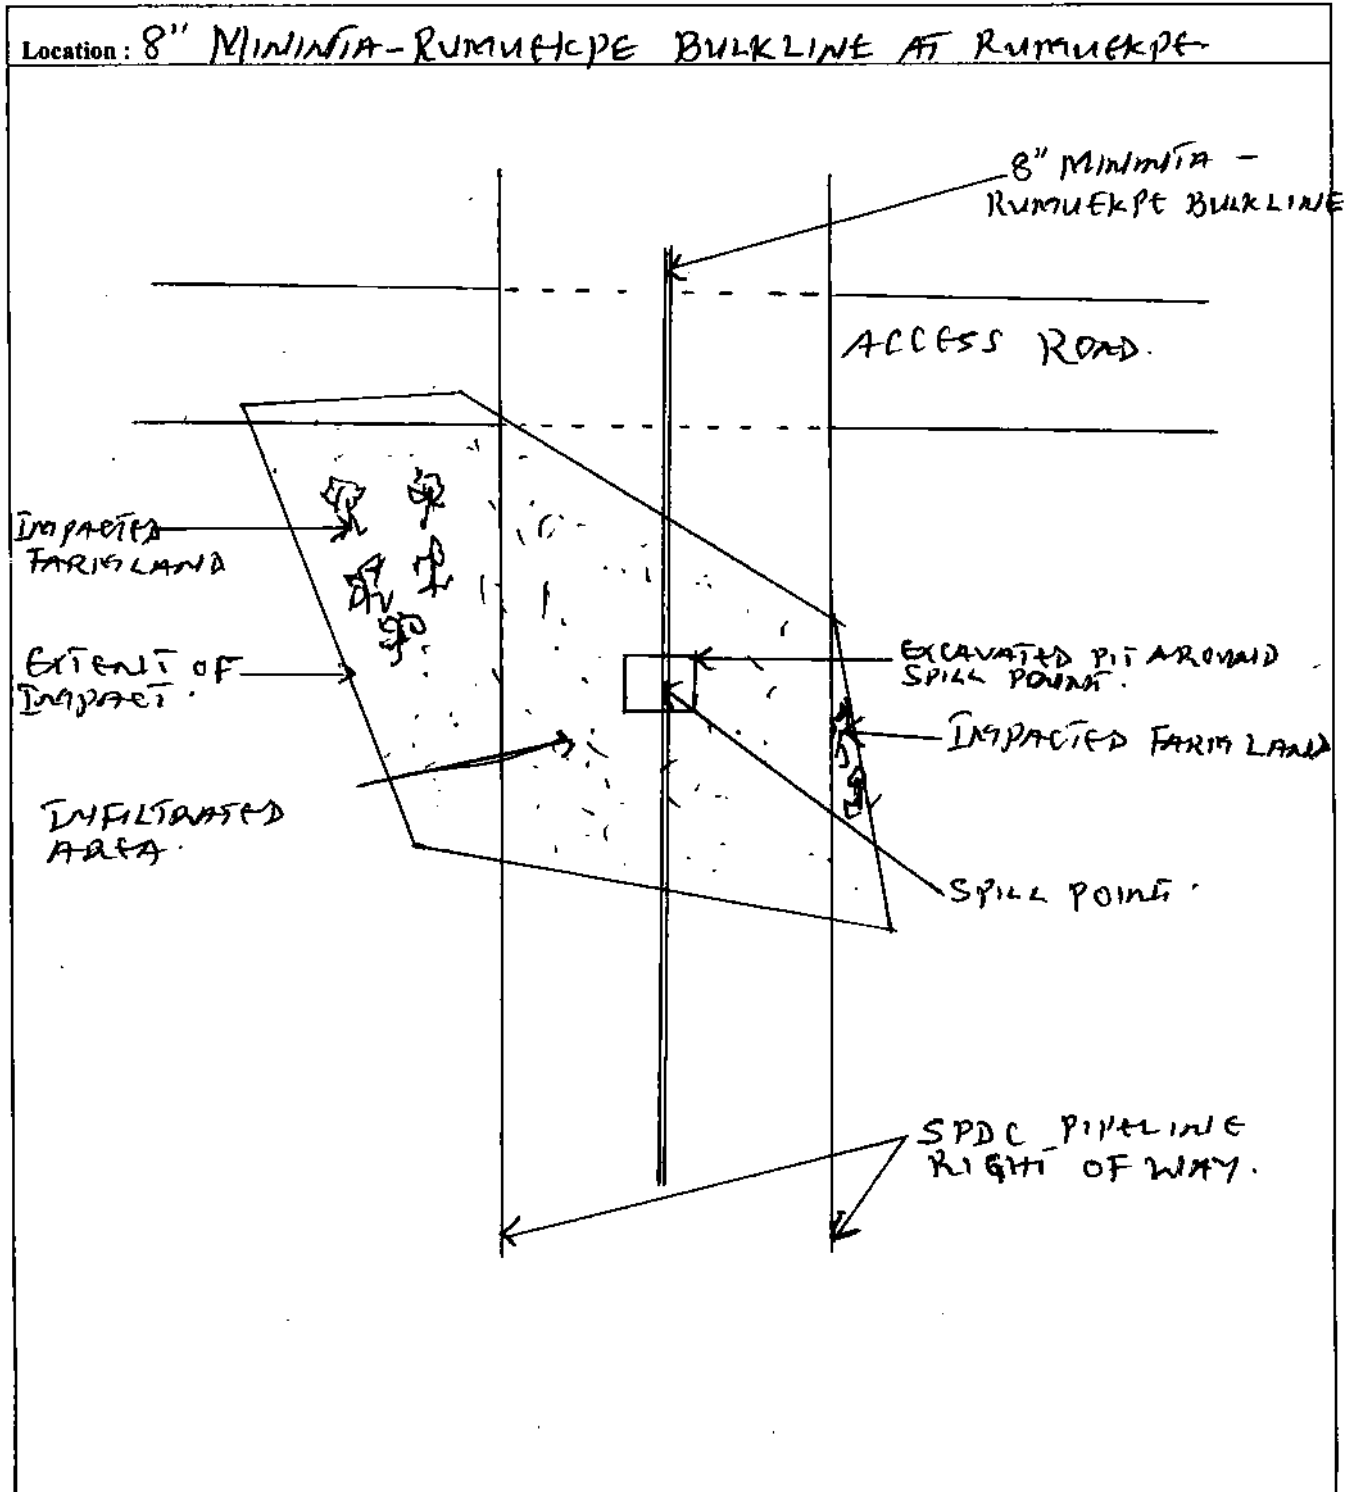 Location : 8" MININTA-RUMUEKPE BULKLINE AT RUMUEKPE
8" MININTA -
RUMUEKPE BULKLINE
ACCESS ROAD.
IMPACTED
FARMLAND
EXTENT OF
IMPACT.
EXCAVATED PIT AROUND
SPILL POINT.
IMPACTED FARM LAND
INFILTRATED
AREA.
SPILL POINT.
SPDC PIPELINE
RIGHT OF WAY.